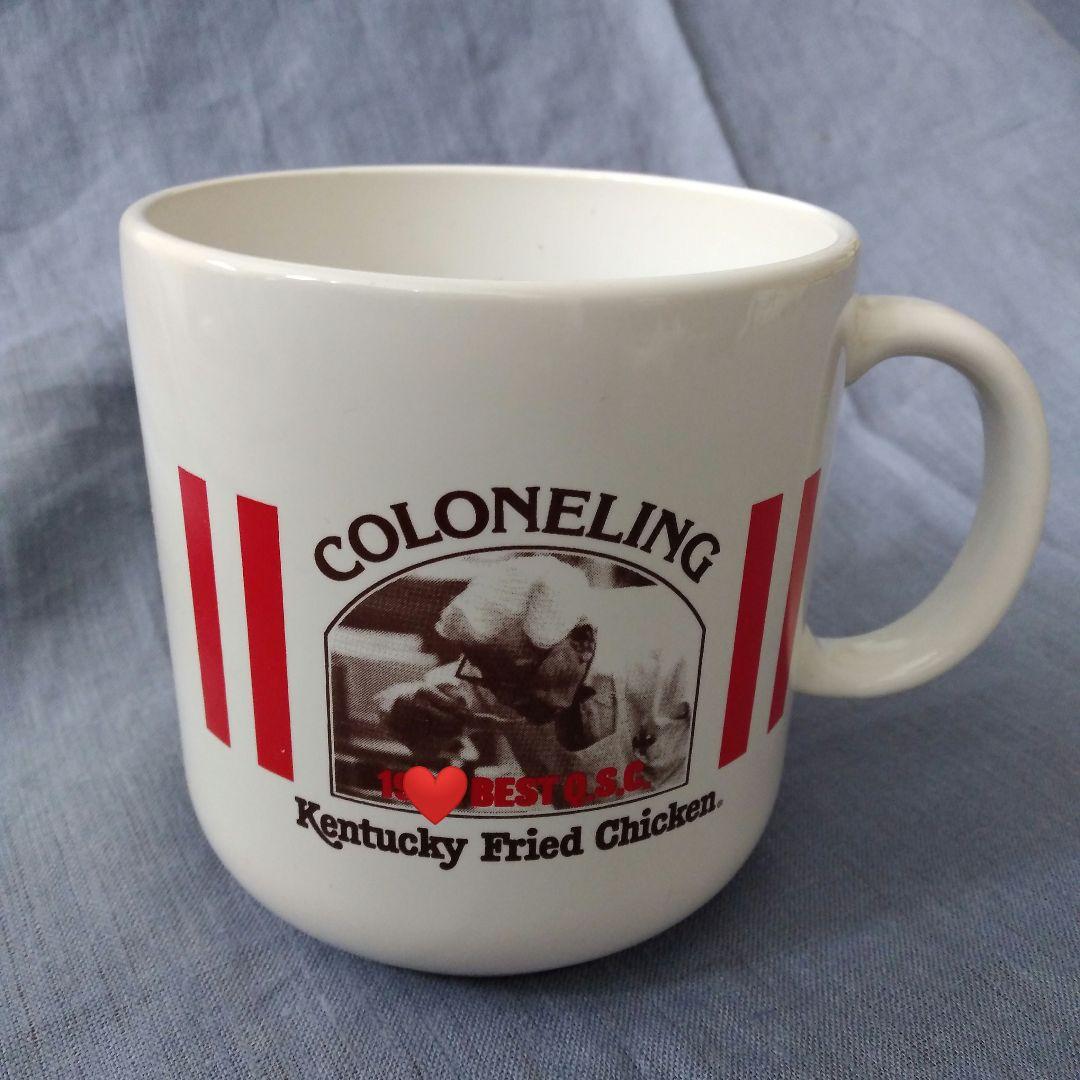 COLONELING
19 BEST Q.S.C.
Kentucky Fried Chicken®